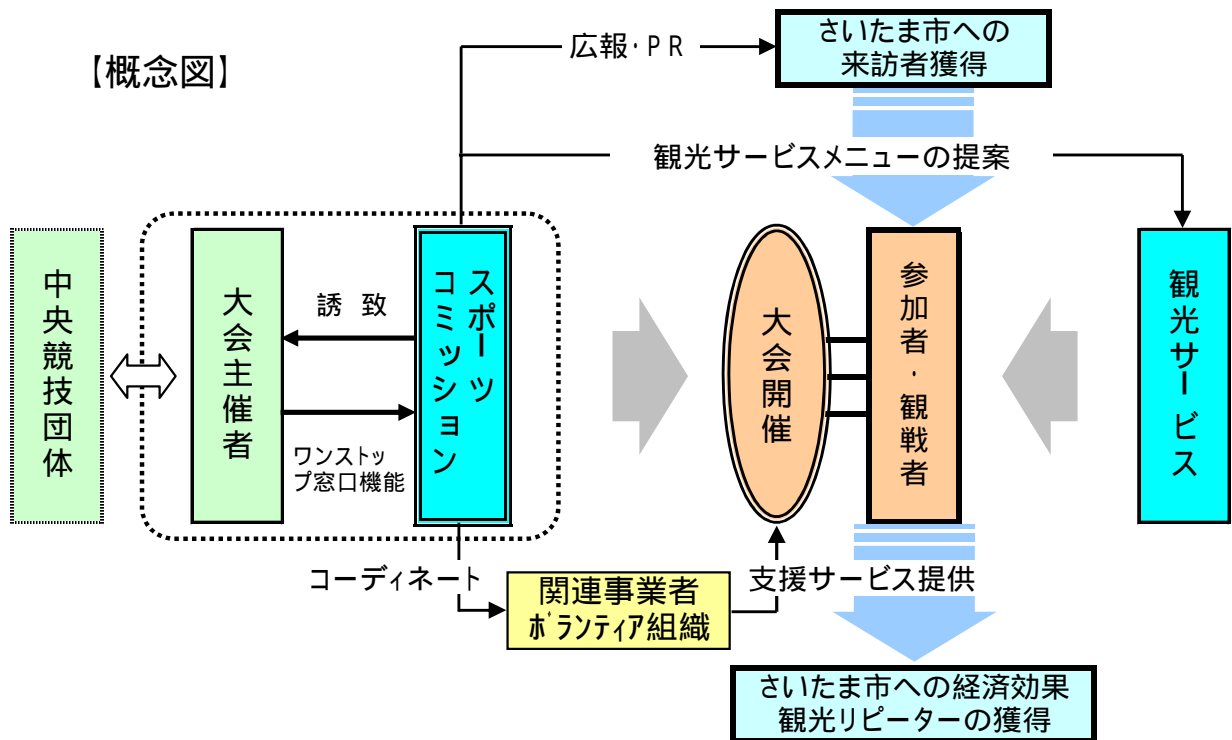 【概念図】
広報・PR
さいたま市への
来訪者獲得
観光サービスメニューの提案
中央競技団体
大会主催者
誘 致
ワンストッ
プ窓口機能
スポーツ
コミッション
大会開催
参加者・観戦者
観光サービス
コーディネート
関連事業者
ボランティア組織
支援サービス提供
さいたま市への経済効果
観光リピーターの獲得